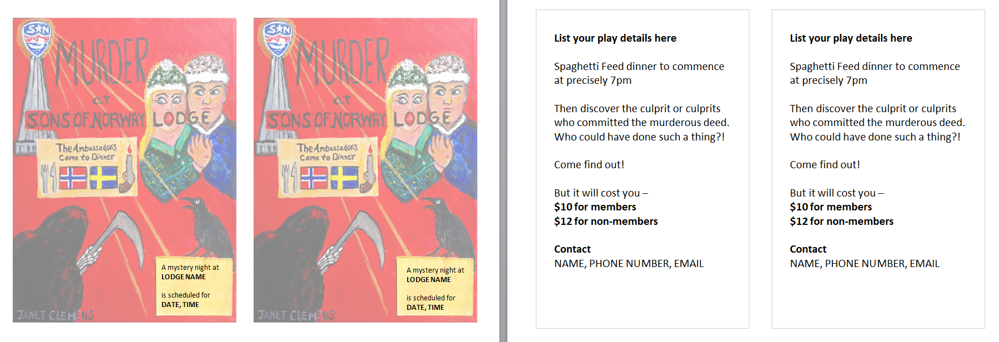 S★N
MURDER
at
SONS OF NORWAY LODGE
The Ambassadors
Come to Dinner
A mystery night at
LODGE NAME
is scheduled for
DATE, TIME
JANET CLEMENS
S★N
MURDER
at
SONS OF NORWAY LODGE
The Ambassadors
Come to Dinner
A mystery night at
LODGE NAME
is scheduled for
DATE, TIME
JANET CLEMENS
List your play details here
Spaghetti Feed dinner to commence
at precisely 7pm
Then discover the culprit or culprits
who committed the murderous deed.
Who could have done such a thing?!
Come find out!
But it will cost you –
$10 for members
$12 for non-members
Contact
NAME, PHONE NUMBER, EMAIL
List your play details here
Spaghetti Feed dinner to commence
at precisely 7pm
Then discover the culprit or culprits
who committed the murderous deed.
Who could have done such a thing?!
Come find out!
But it will cost you –
$10 for members
$12 for non-members
Contact
NAME, PHONE NUMBER, EMAIL